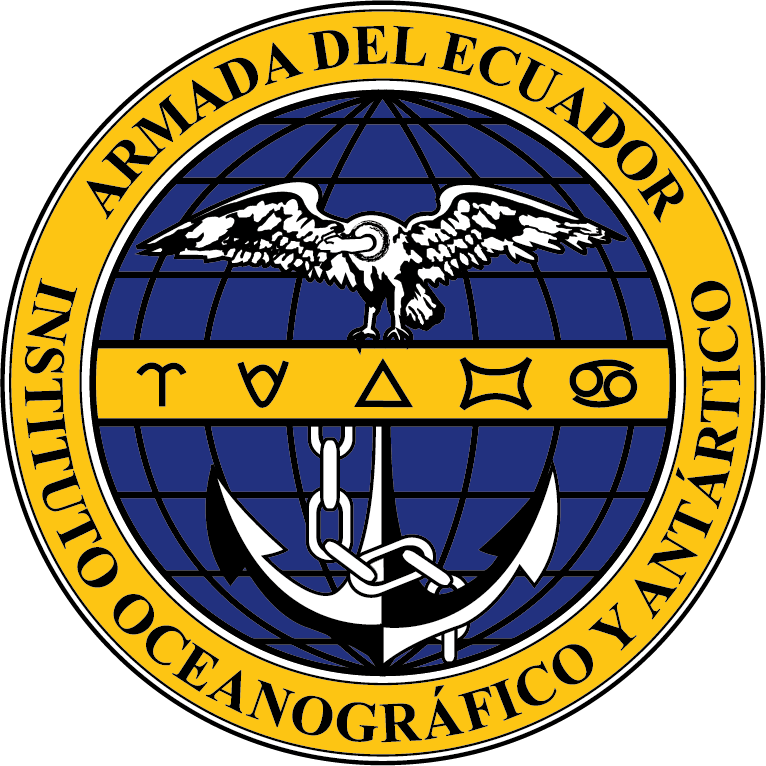 ARMADA DEL ECUADOR
INSTITUTO OCEANOGRÁFICO Y ANTÁRTICO